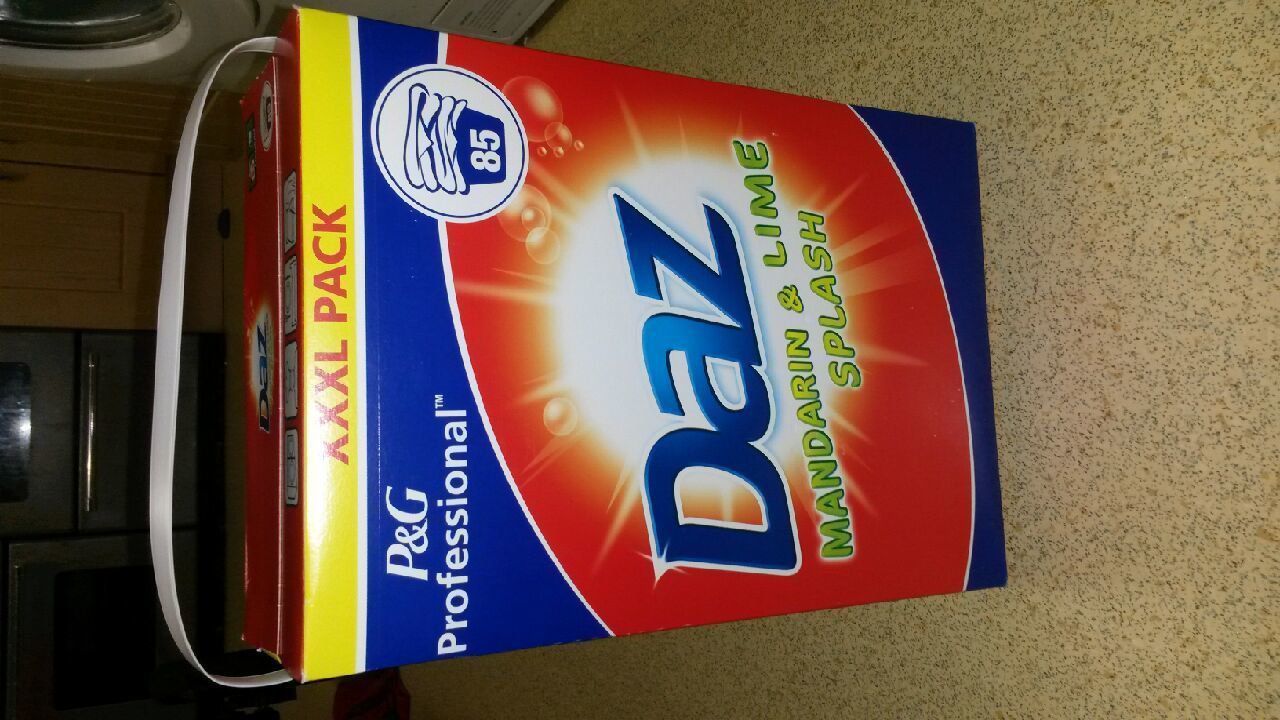 Daz
XXXL PACK
P&G
Professional™
85
Daz
MANDARIN & LIME
SPLASH